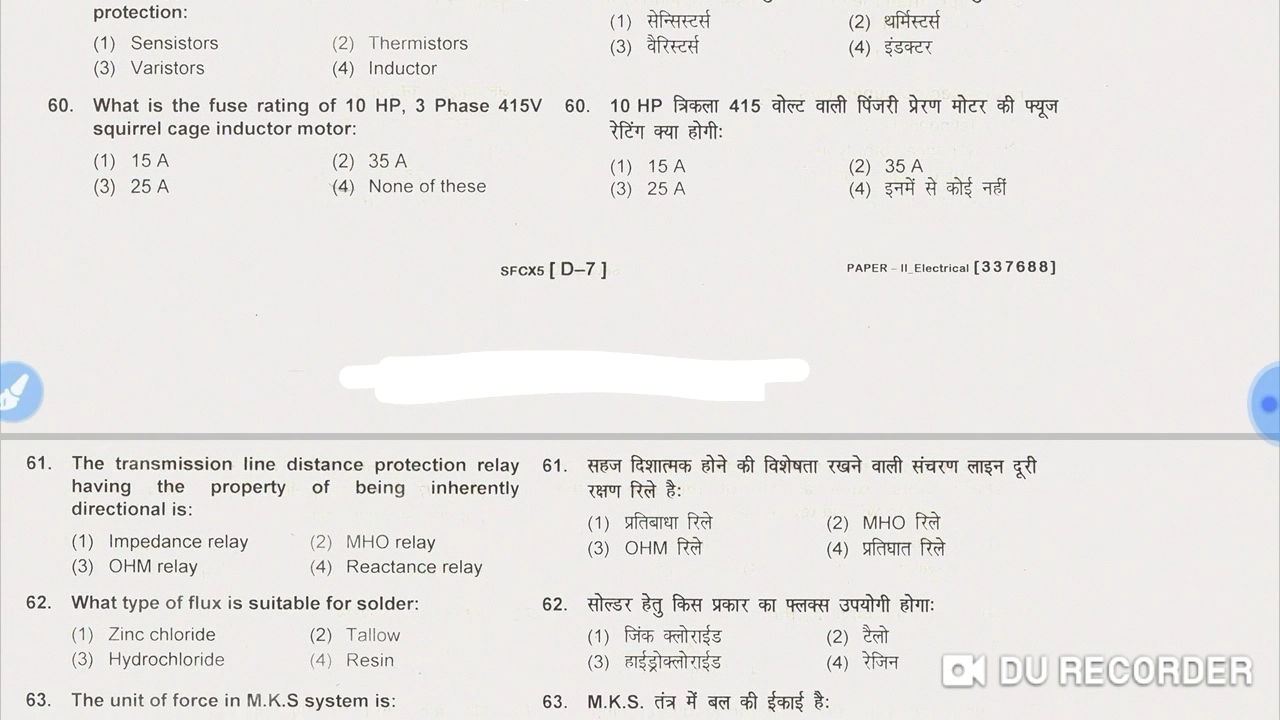 protection:
(1) Sensistors (2) Thermistors
(3) Varistors (4) Inductor
(1) सेन्सिस्टर्स (2) थर्मिस्टर्स
(3) वैरिस्टर्स (4) इंडक्टर
60. What is the fuse rating of 10 HP, 3 Phase 415V
squirrel cage inductor motor:
(1) 15 A (2) 35 A
(3) 25 A (4) None of these
60. 10 HP त्रिकला 415 वोल्ट वाली पिंजरी प्रेरण मोटर की फ्यूज
रेटिंग क्या होगी:
(1) 15 A (2) 35 A
(3) 25 A (4) इनमें से कोई नहीं
SFCX5 [ D–7 ]
PAPER – II_Electrical [337688]
61. The transmission line distance protection relay
having the property of being inherently
directional is:
(1) Impedance relay (2) MHO relay
(3) OHM relay (4) Reactance relay
61. सहज दिशात्मक होने की विशेषता रखने वाली संचरण लाइन दूरी
रक्षण रिले है:
(1) प्रतिबाधा रिले (2) MHO रिले
(3) OHM रिले (4) प्रतिघात रिले
62. What type of flux is suitable for solder:
(1) Zinc chloride (2) Tallow
(3) Hydrochloride (4) Resin
62. सोल्डर हेतु किस प्रकार का फ्लक्स उपयोगी होगा:
(1) जिंक क्लोराईड (2) टैलो
(3) हाईड्रोक्लोराईड (4) रेजिन
63. The unit of force in M.K.S system is:
63. M.K.S. तंत्र में बल की ईकाई है:
DU RECORDER